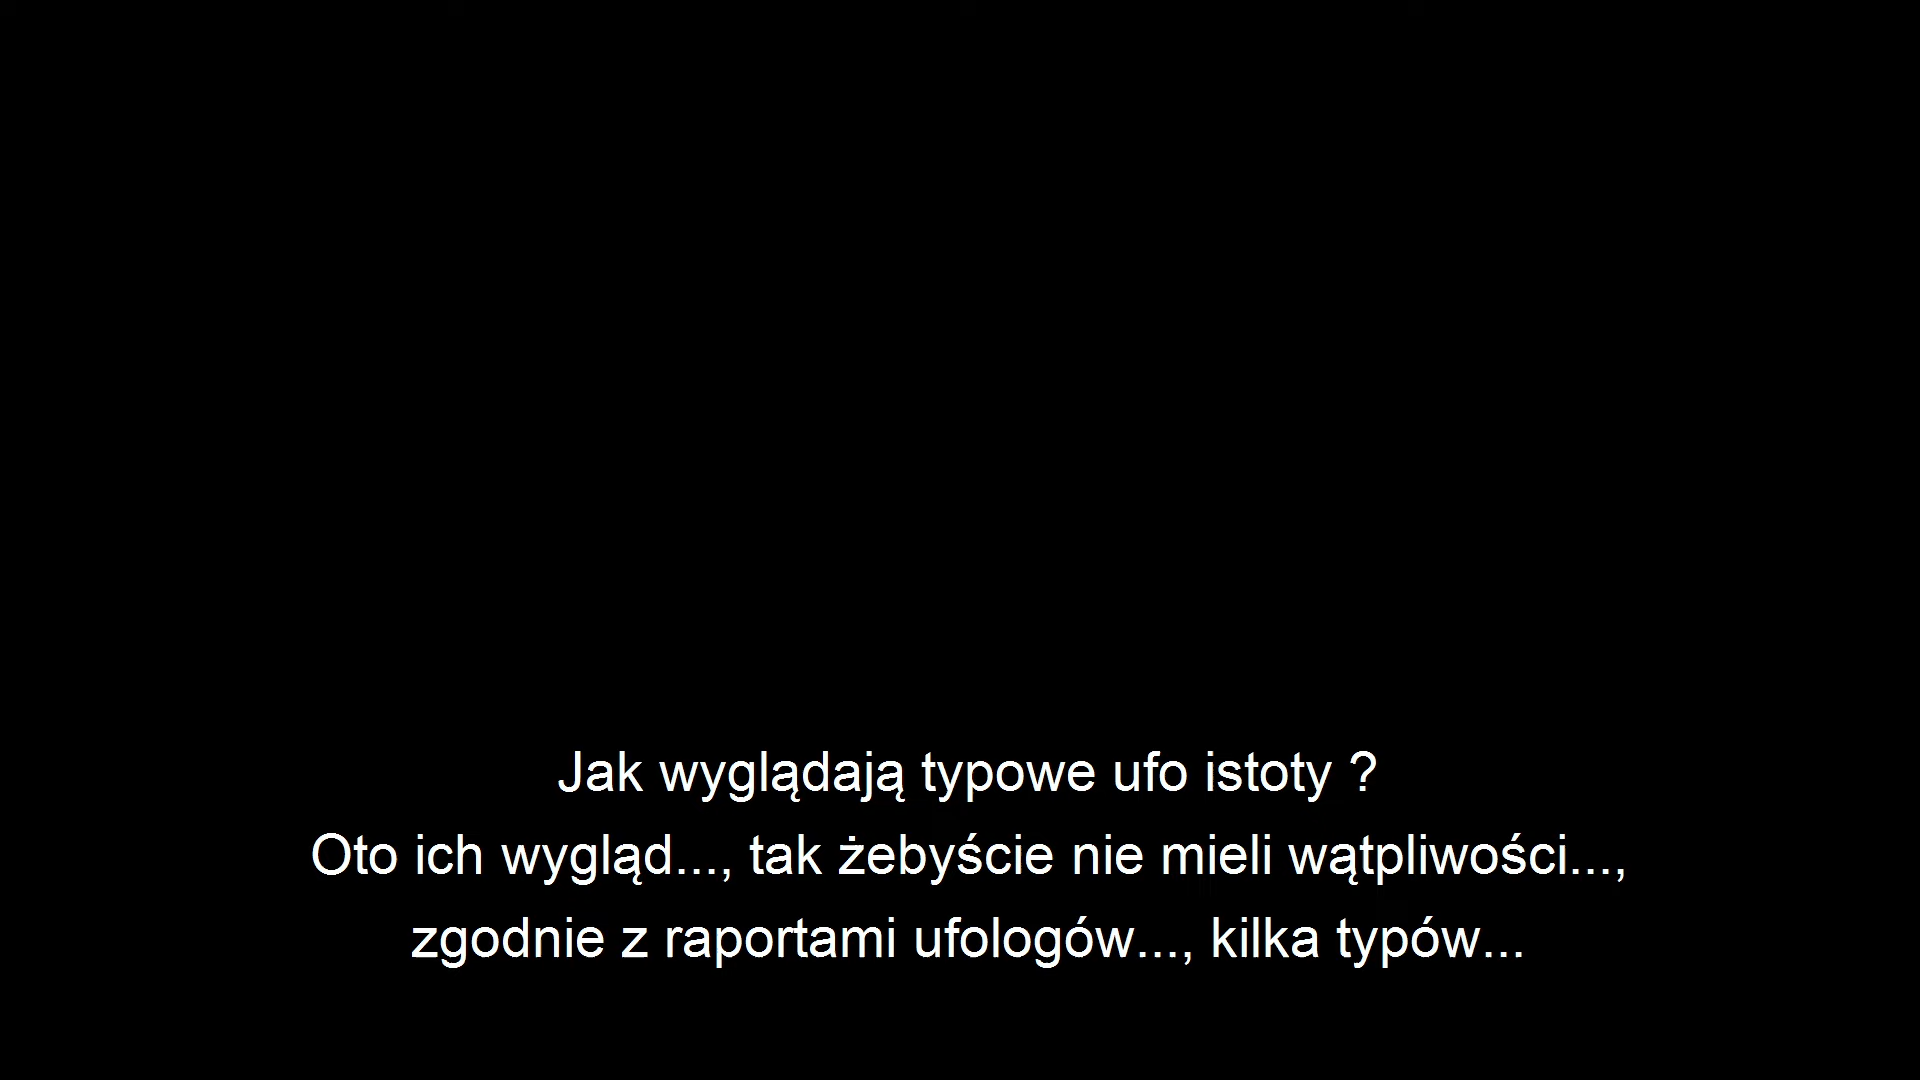 Jak wyglądają typowe ufo istoty ?
Oto ich wygląd..., tak żebyście nie mieli wątpliwości...,
zgodnie z raportami ufologów..., kilka typów...